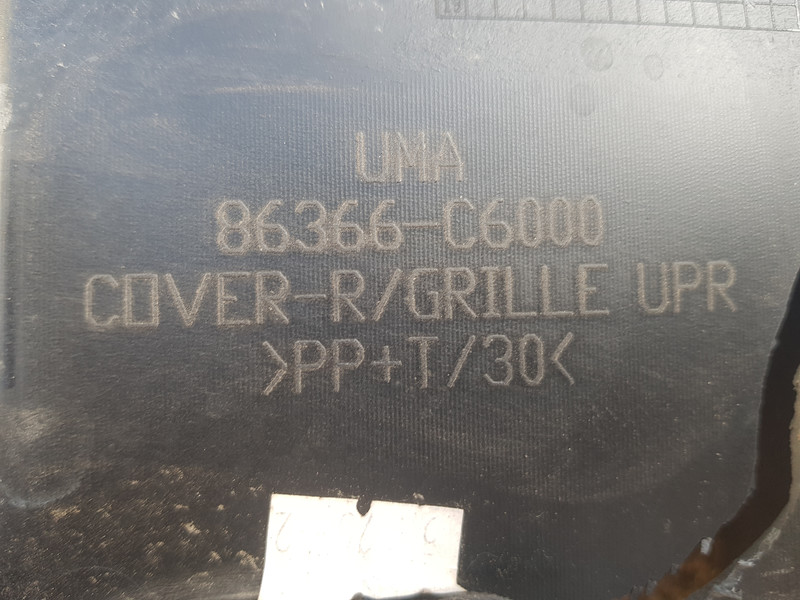 UMA
86366-C6000
COVER-R/GRILLE UPR
>PP+T/30<